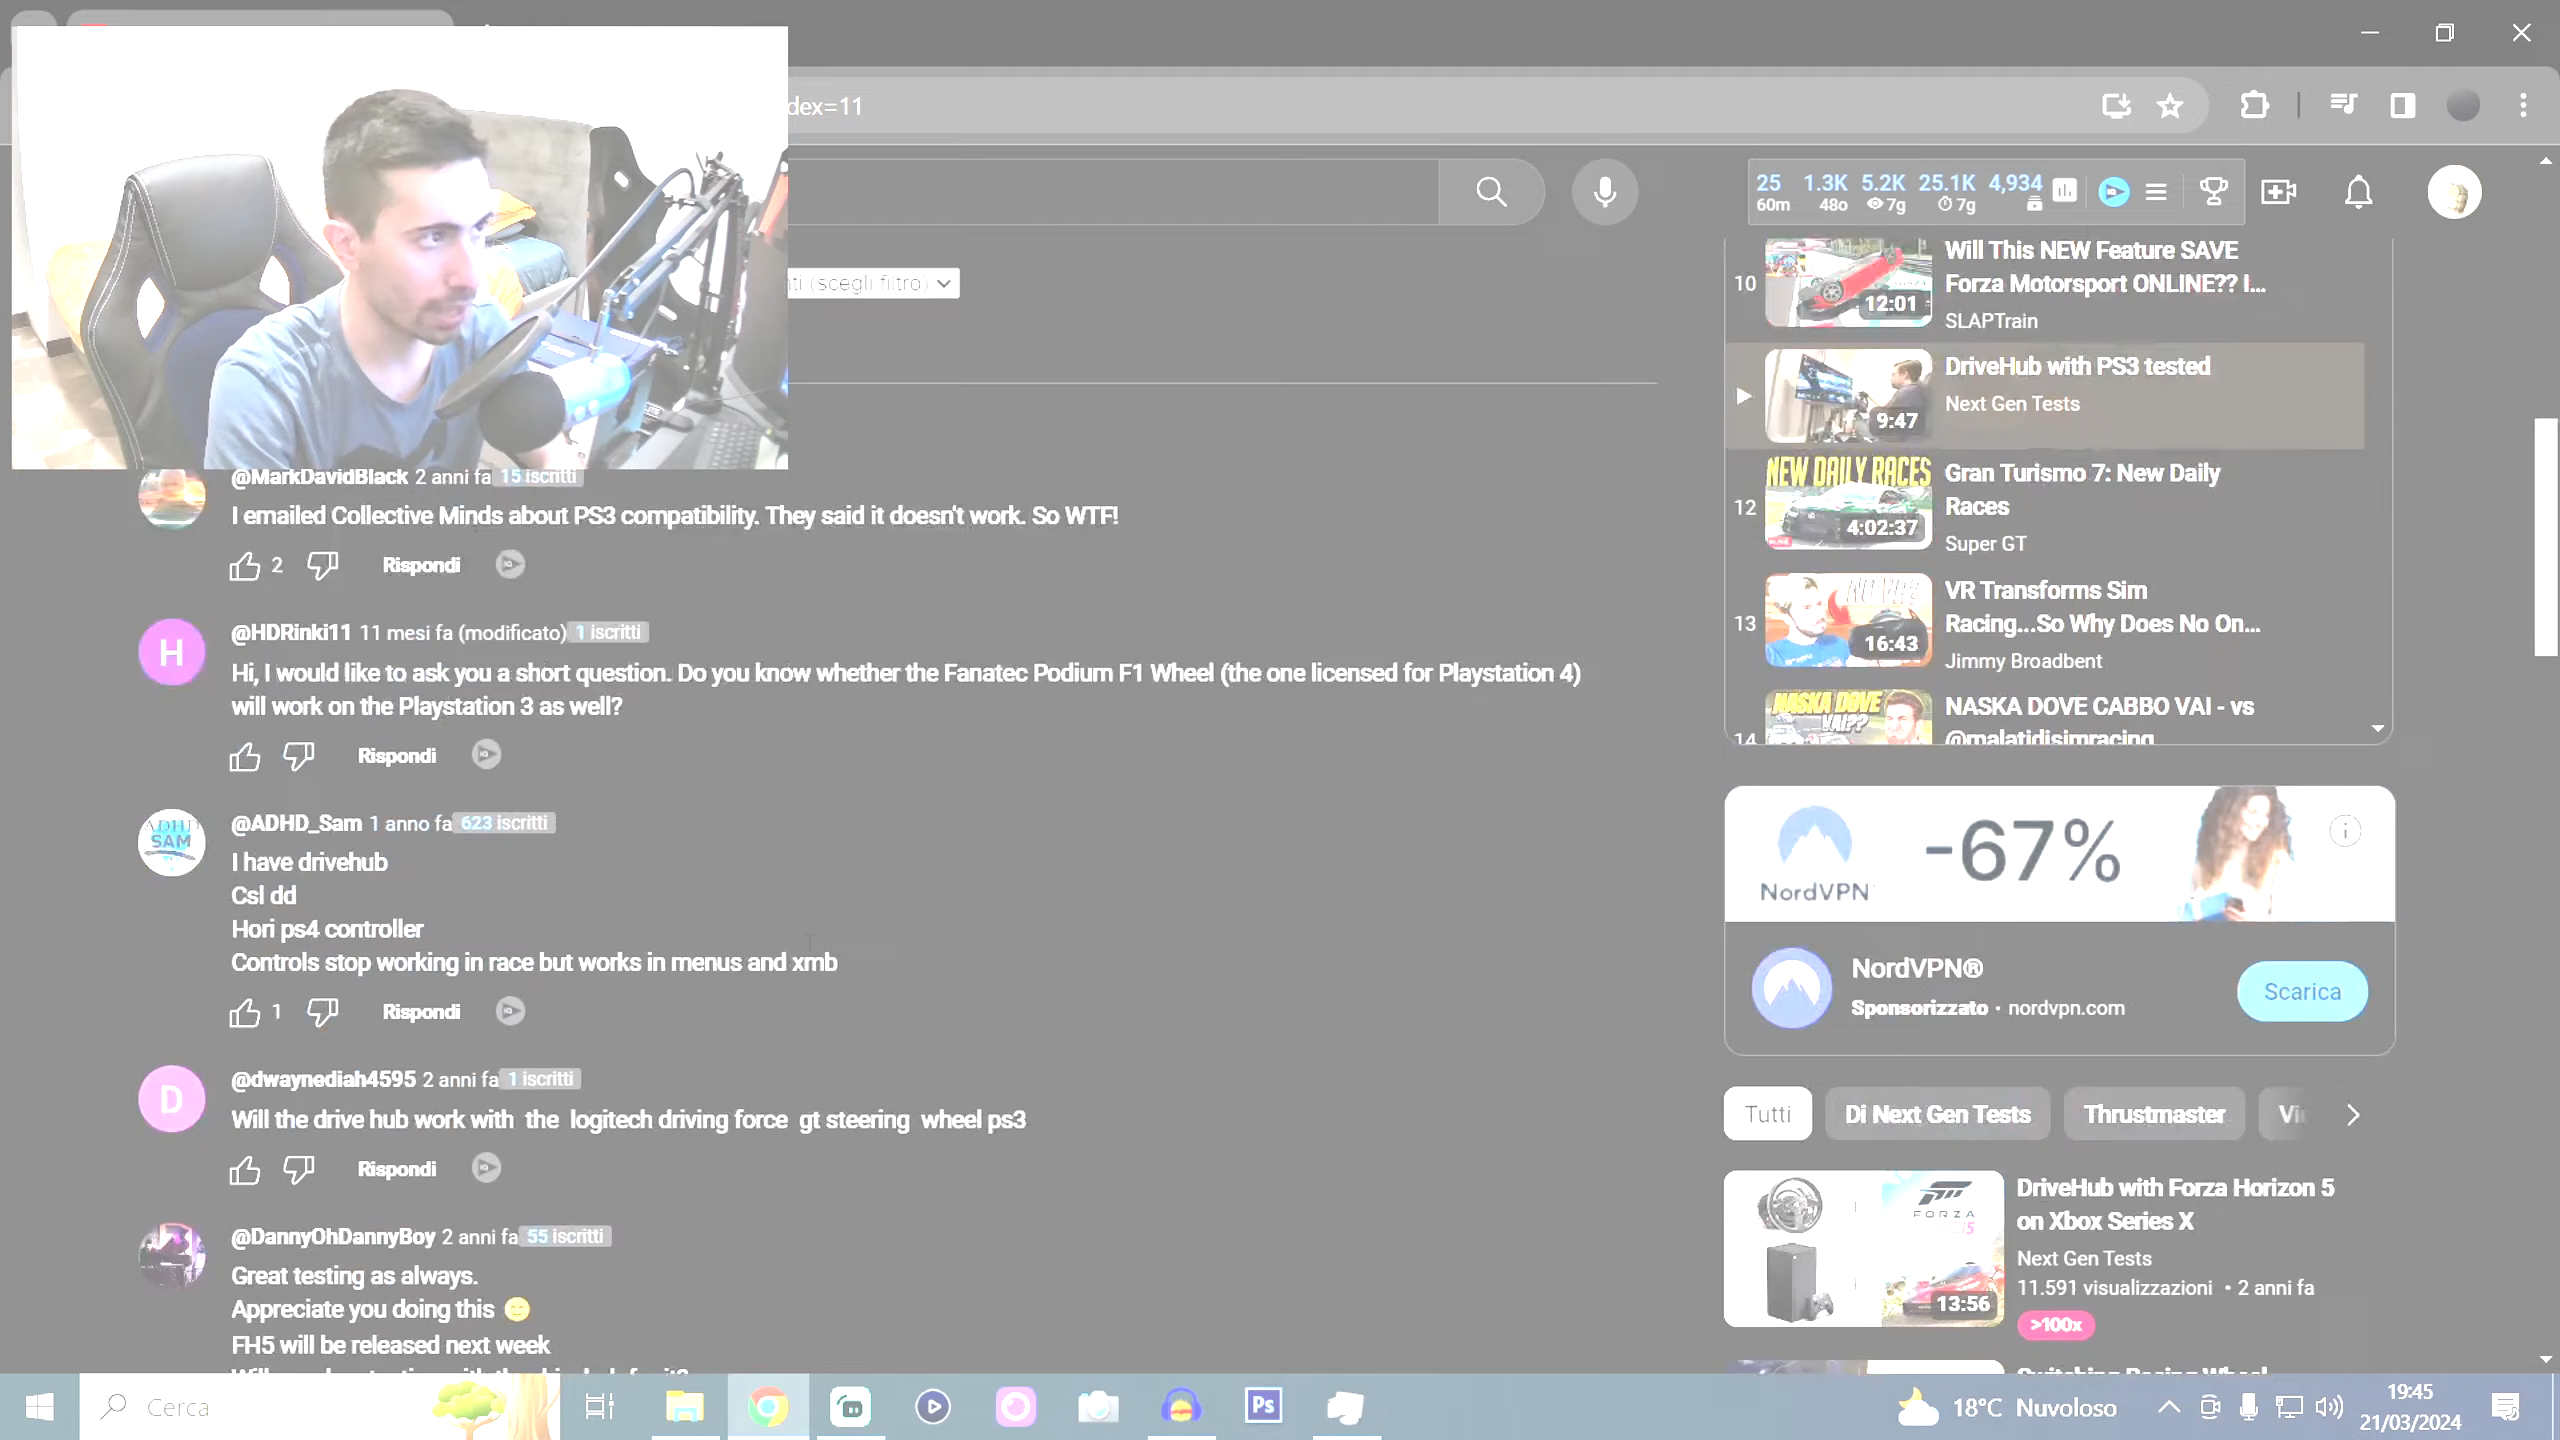 dex=11
25 1.3K 5.2K 25.1K 4,934
60m 48o 7g 7g
(scegli filtro)
@MarkDavidBlack 2 anni fa 15 iscritti
I emailed Collective Minds about PS3 compatibility. They said it doesn't work. So WTF!
2 Rispondi
@HDRinki11 11 mesi fa (modificato) 1 iscritti
H
Hi, I would like to ask you a short question. Do you know whether the Fanatec Podium F1 Wheel (the one licensed for Playstation 4)
will work on the Playstation 3 as well?
Rispondi
@ADHD_Sam 1 anno fa 623 iscritti
ADHD
SAM
I have drivehub
Csl dd
Hori ps4 controller
Controls stop working in race but works in menus and xmb
1 Rispondi
@dwaynediah4595 2 anni fa 1 iscritti
D
Will the drive hub work with the logitech driving force gt steering wheel ps3
Rispondi
@DannyOhDannyBoy 2 anni fa 55 iscritti
Great testing as always.
Appreciate you doing this
FH5 will be released next week
10
12:01
Will This NEW Feature SAVE
Forza Motorsport ONLINE?? I...
SLAPTrain
9:47
DriveHub with PS3 tested
Next Gen Tests
12
NEW DAILY RACES
4:02:37
Gran Turismo 7: New Daily
Races
Super GT
13
NO VR?
16:43
VR Transforms Sim
Racing...So Why Does No On...
Jimmy Broadbent
14
NASKA DOVE
VAI??
NASKA DOVE CABBO VAI - vs
@malatidisimracing
NordVPN
-67%
NordVPN®
Sponsorizzato · nordvpn.com
Scarica
Tutti
Di Next Gen Tests
Thrustmaster
FORZA
13:56
DriveHub with Forza Horizon 5
on Xbox Series X
Next Gen Tests
11.591 visualizzazioni • 2 anni fa
>100x
Cerca
Ps
18°C Nuvoloso
19:45
21/03/2024